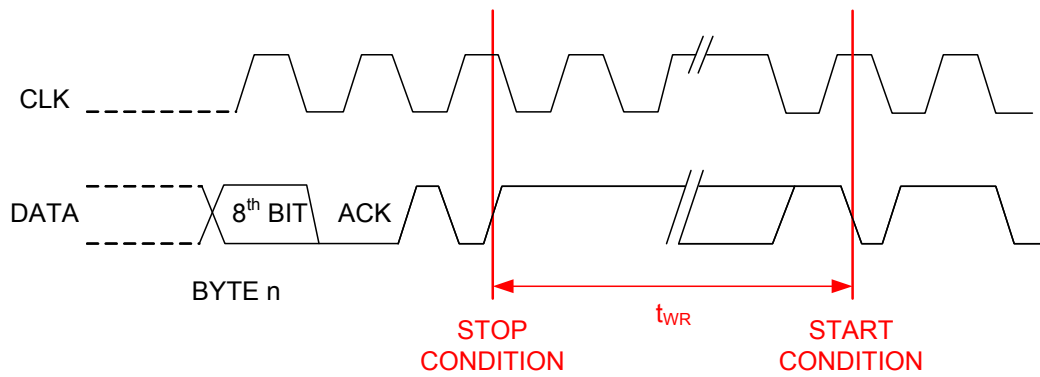 CLK
DATA
8th BIT
ACK
BYTE n
tWR
STOP
CONDITION
START
CONDITION